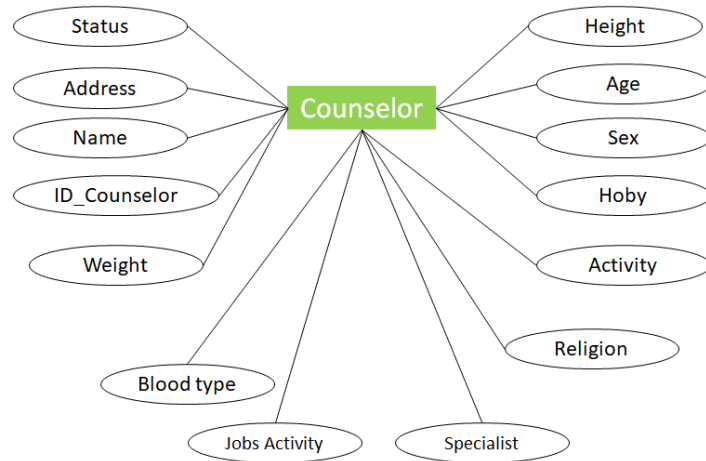 Status
Height
Counselor
Address
Age
Name
Sex
ID_Counselor
Hoby
Weight
Activity
Religion
Blood type
Jobs Activity
Specialist